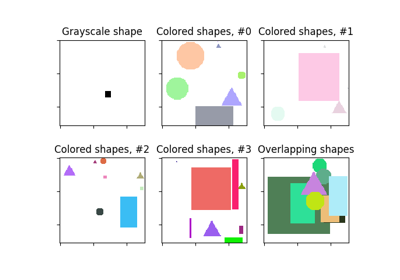 Grayscale shape
Colored shapes, #0
Colored shapes, #1
Colored shapes, #2
Colored shapes, #3
Overlapping shapes